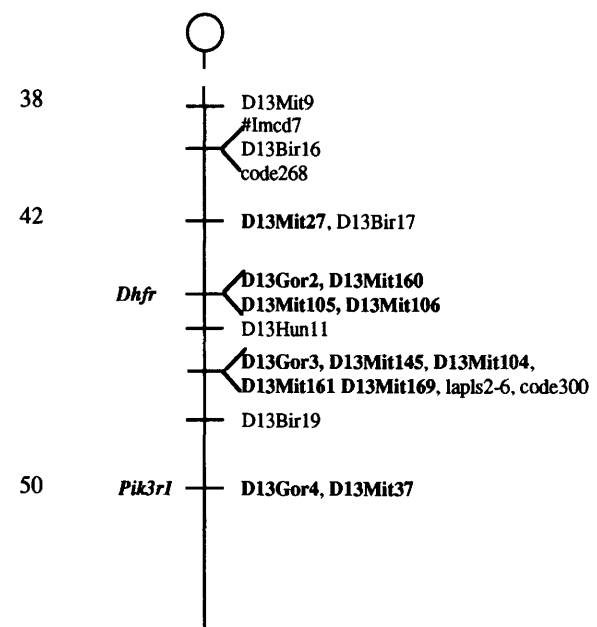 38
D13Mit9
#Imcd7
D13Bir16
code268
42
D13Mit27, D13Bir17
D13Gor2, D13Mit160
Dhfr
D13Mit105, D13Mit106
D13Hun11
D13Gor3, D13Mit145, D13Mit104,
D13Mit161 D13Mit169, lapls2-6, code300
D13Bir19
50
Pik3rI
D13Gor4, D13Mit37